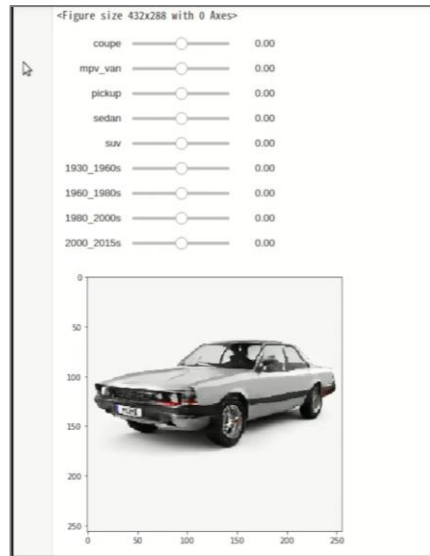 <Figure size 432x288 with 0 Axes>
coupe 0.00
mpv_van 0.00
pickup 0.00
sedan 0.00
suv 0.00
1930_1960s 0.00
1960_1980s 0.00
1980_2000s 0.00
2000_2015s 0.00
0
50
100
150
200
250
0 50 100 150 200 250